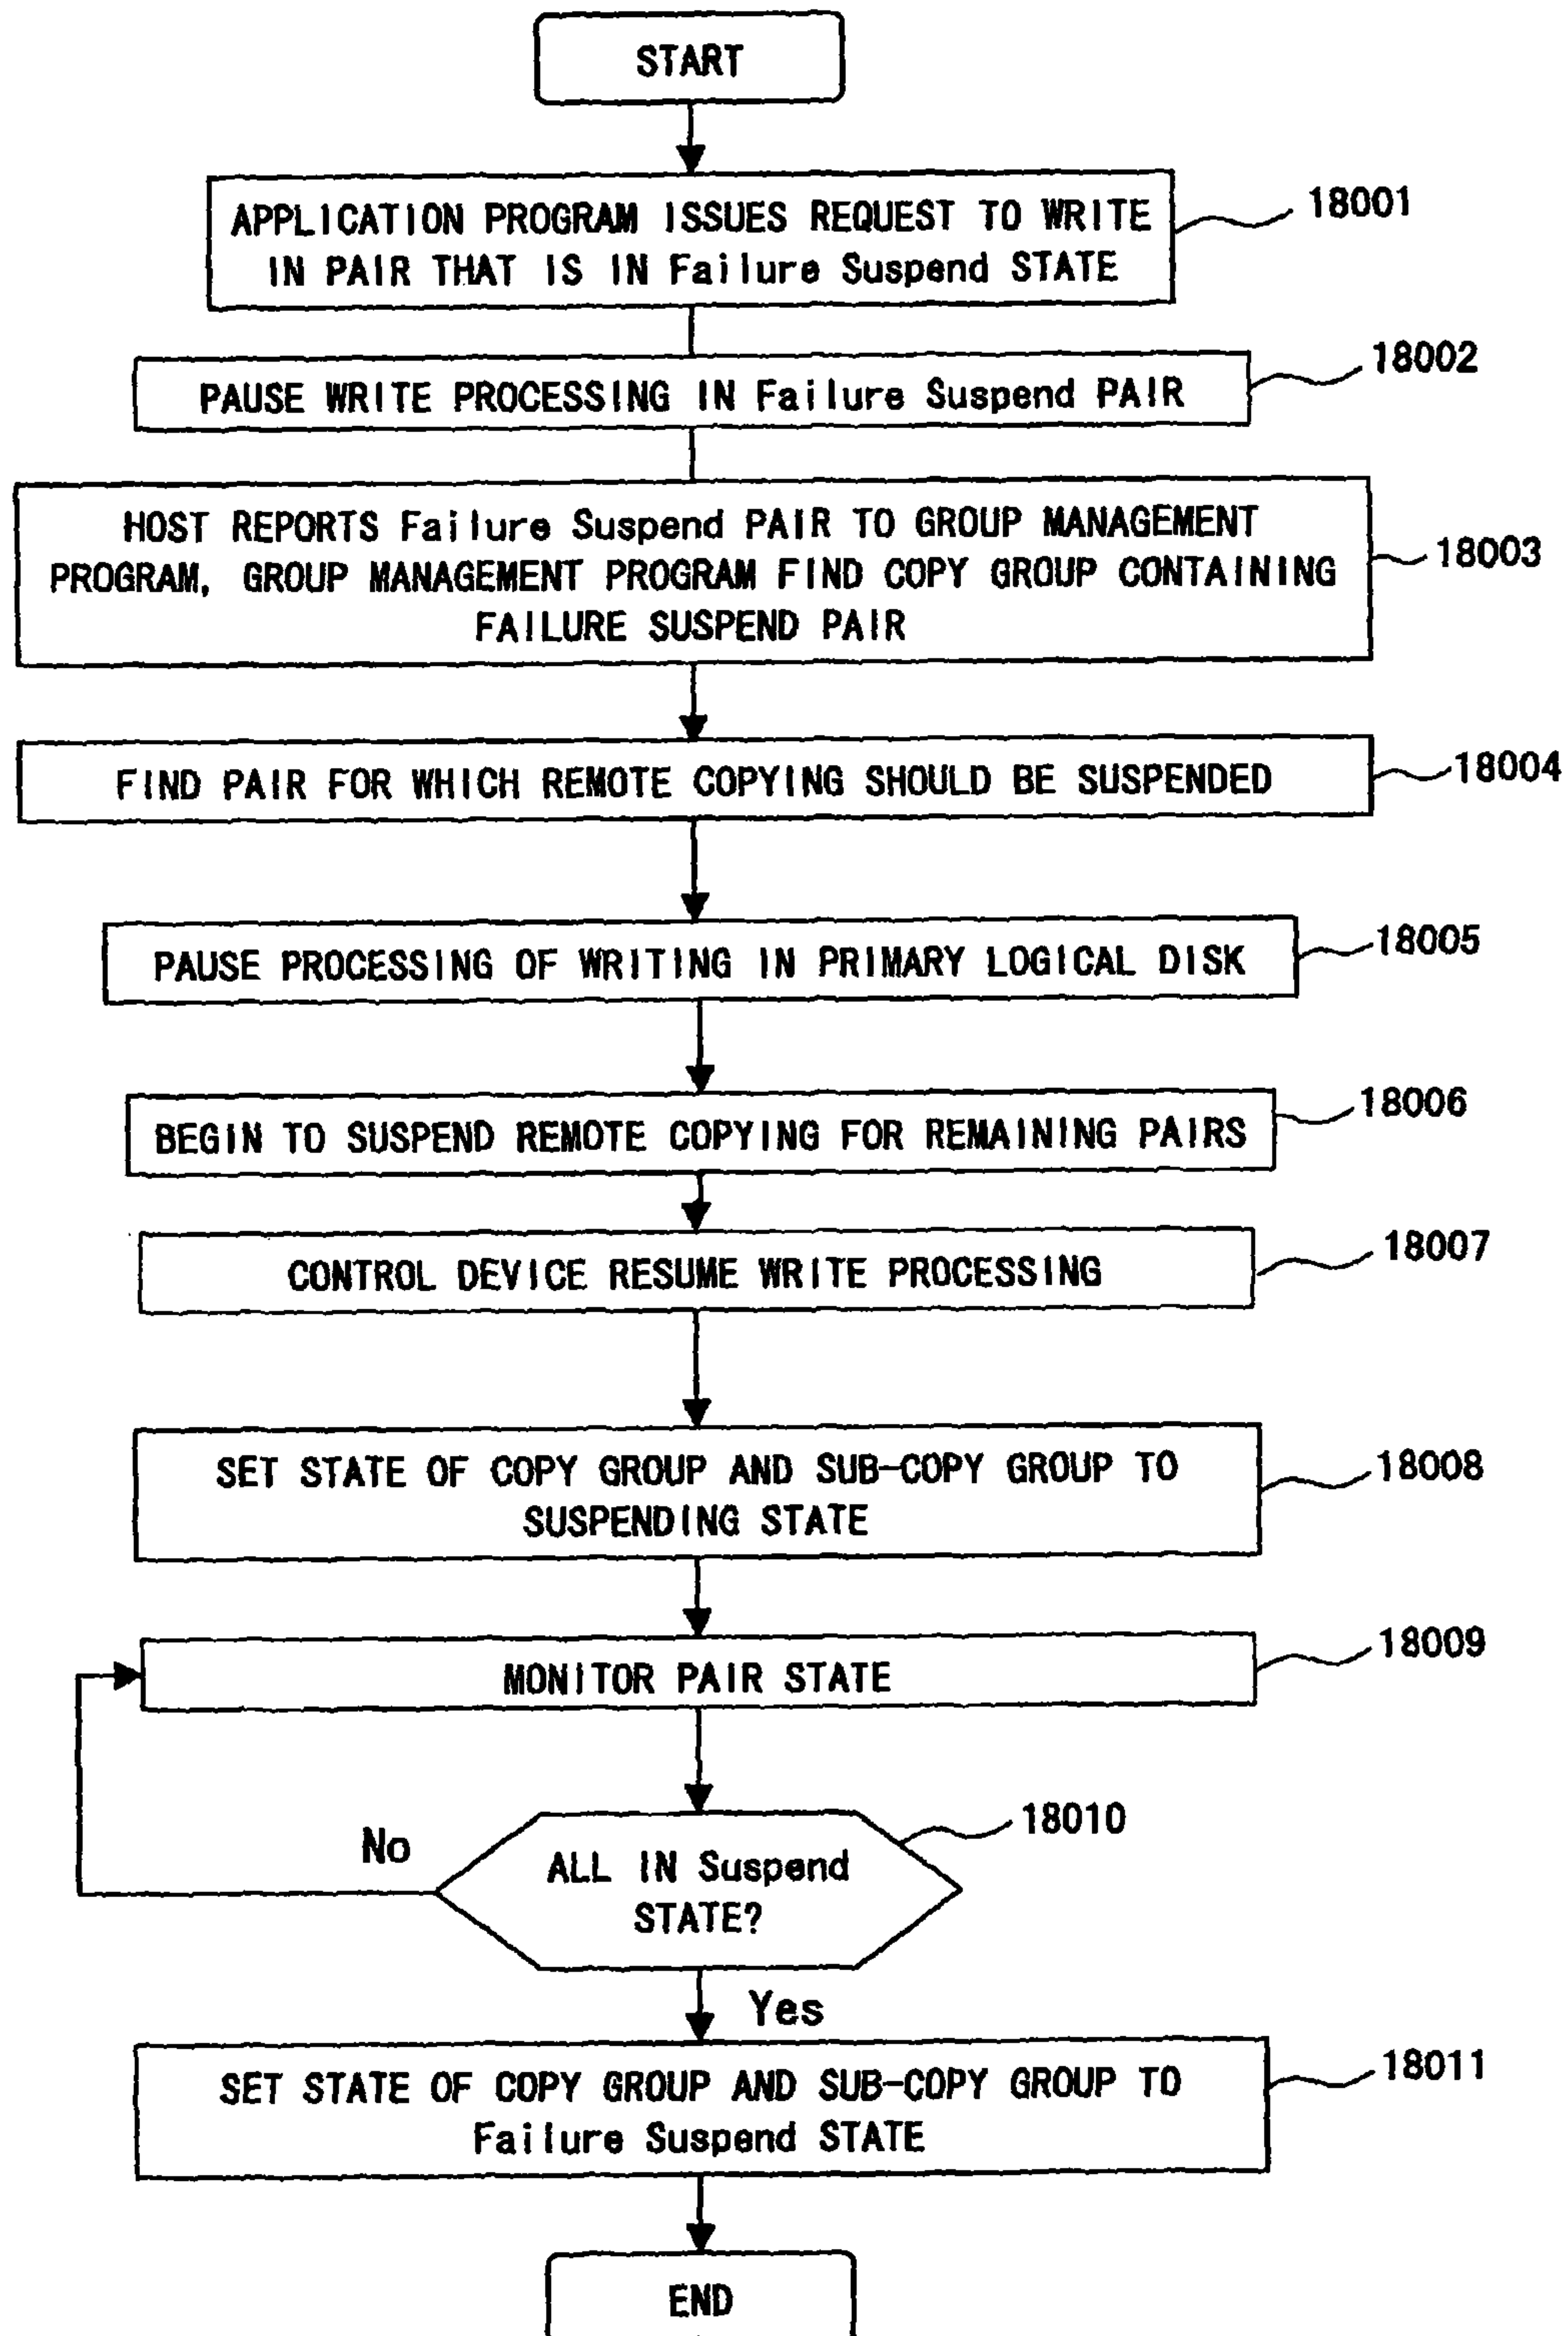 START
APPLICATION PROGRAM ISSUES REQUEST TO WRITE
IN PAIR THAT IS IN Failure Suspend STATE
18001
PAUSE WRITE PROCESSING IN Failure Suspend PAIR
18002
HOST REPORTS Failure Suspend PAIR TO GROUP MANAGEMENT
PROGRAM, GROUP MANAGEMENT PROGRAM FIND COPY GROUP CONTAINING
FAILURE SUSPEND PAIR
18003
FIND PAIR FOR WHICH REMOTE COPYING SHOULD BE SUSPENDED
18004
PAUSE PROCESSING OF WRITING IN PRIMARY LOGICAL DISK
18005
BEGIN TO SUSPEND REMOTE COPYING FOR REMAINING PAIRS
18006
CONTROL DEVICE RESUME WRITE PROCESSING
18007
SET STATE OF COPY GROUP AND SUB-COPY GROUP TO
SUSPENDING STATE
18008
MONITOR PAIR STATE
18009
No
ALL IN Suspend
STATE?
18010
Yes
SET STATE OF COPY GROUP AND SUB-COPY GROUP TO
Failure Suspend STATE
18011
END